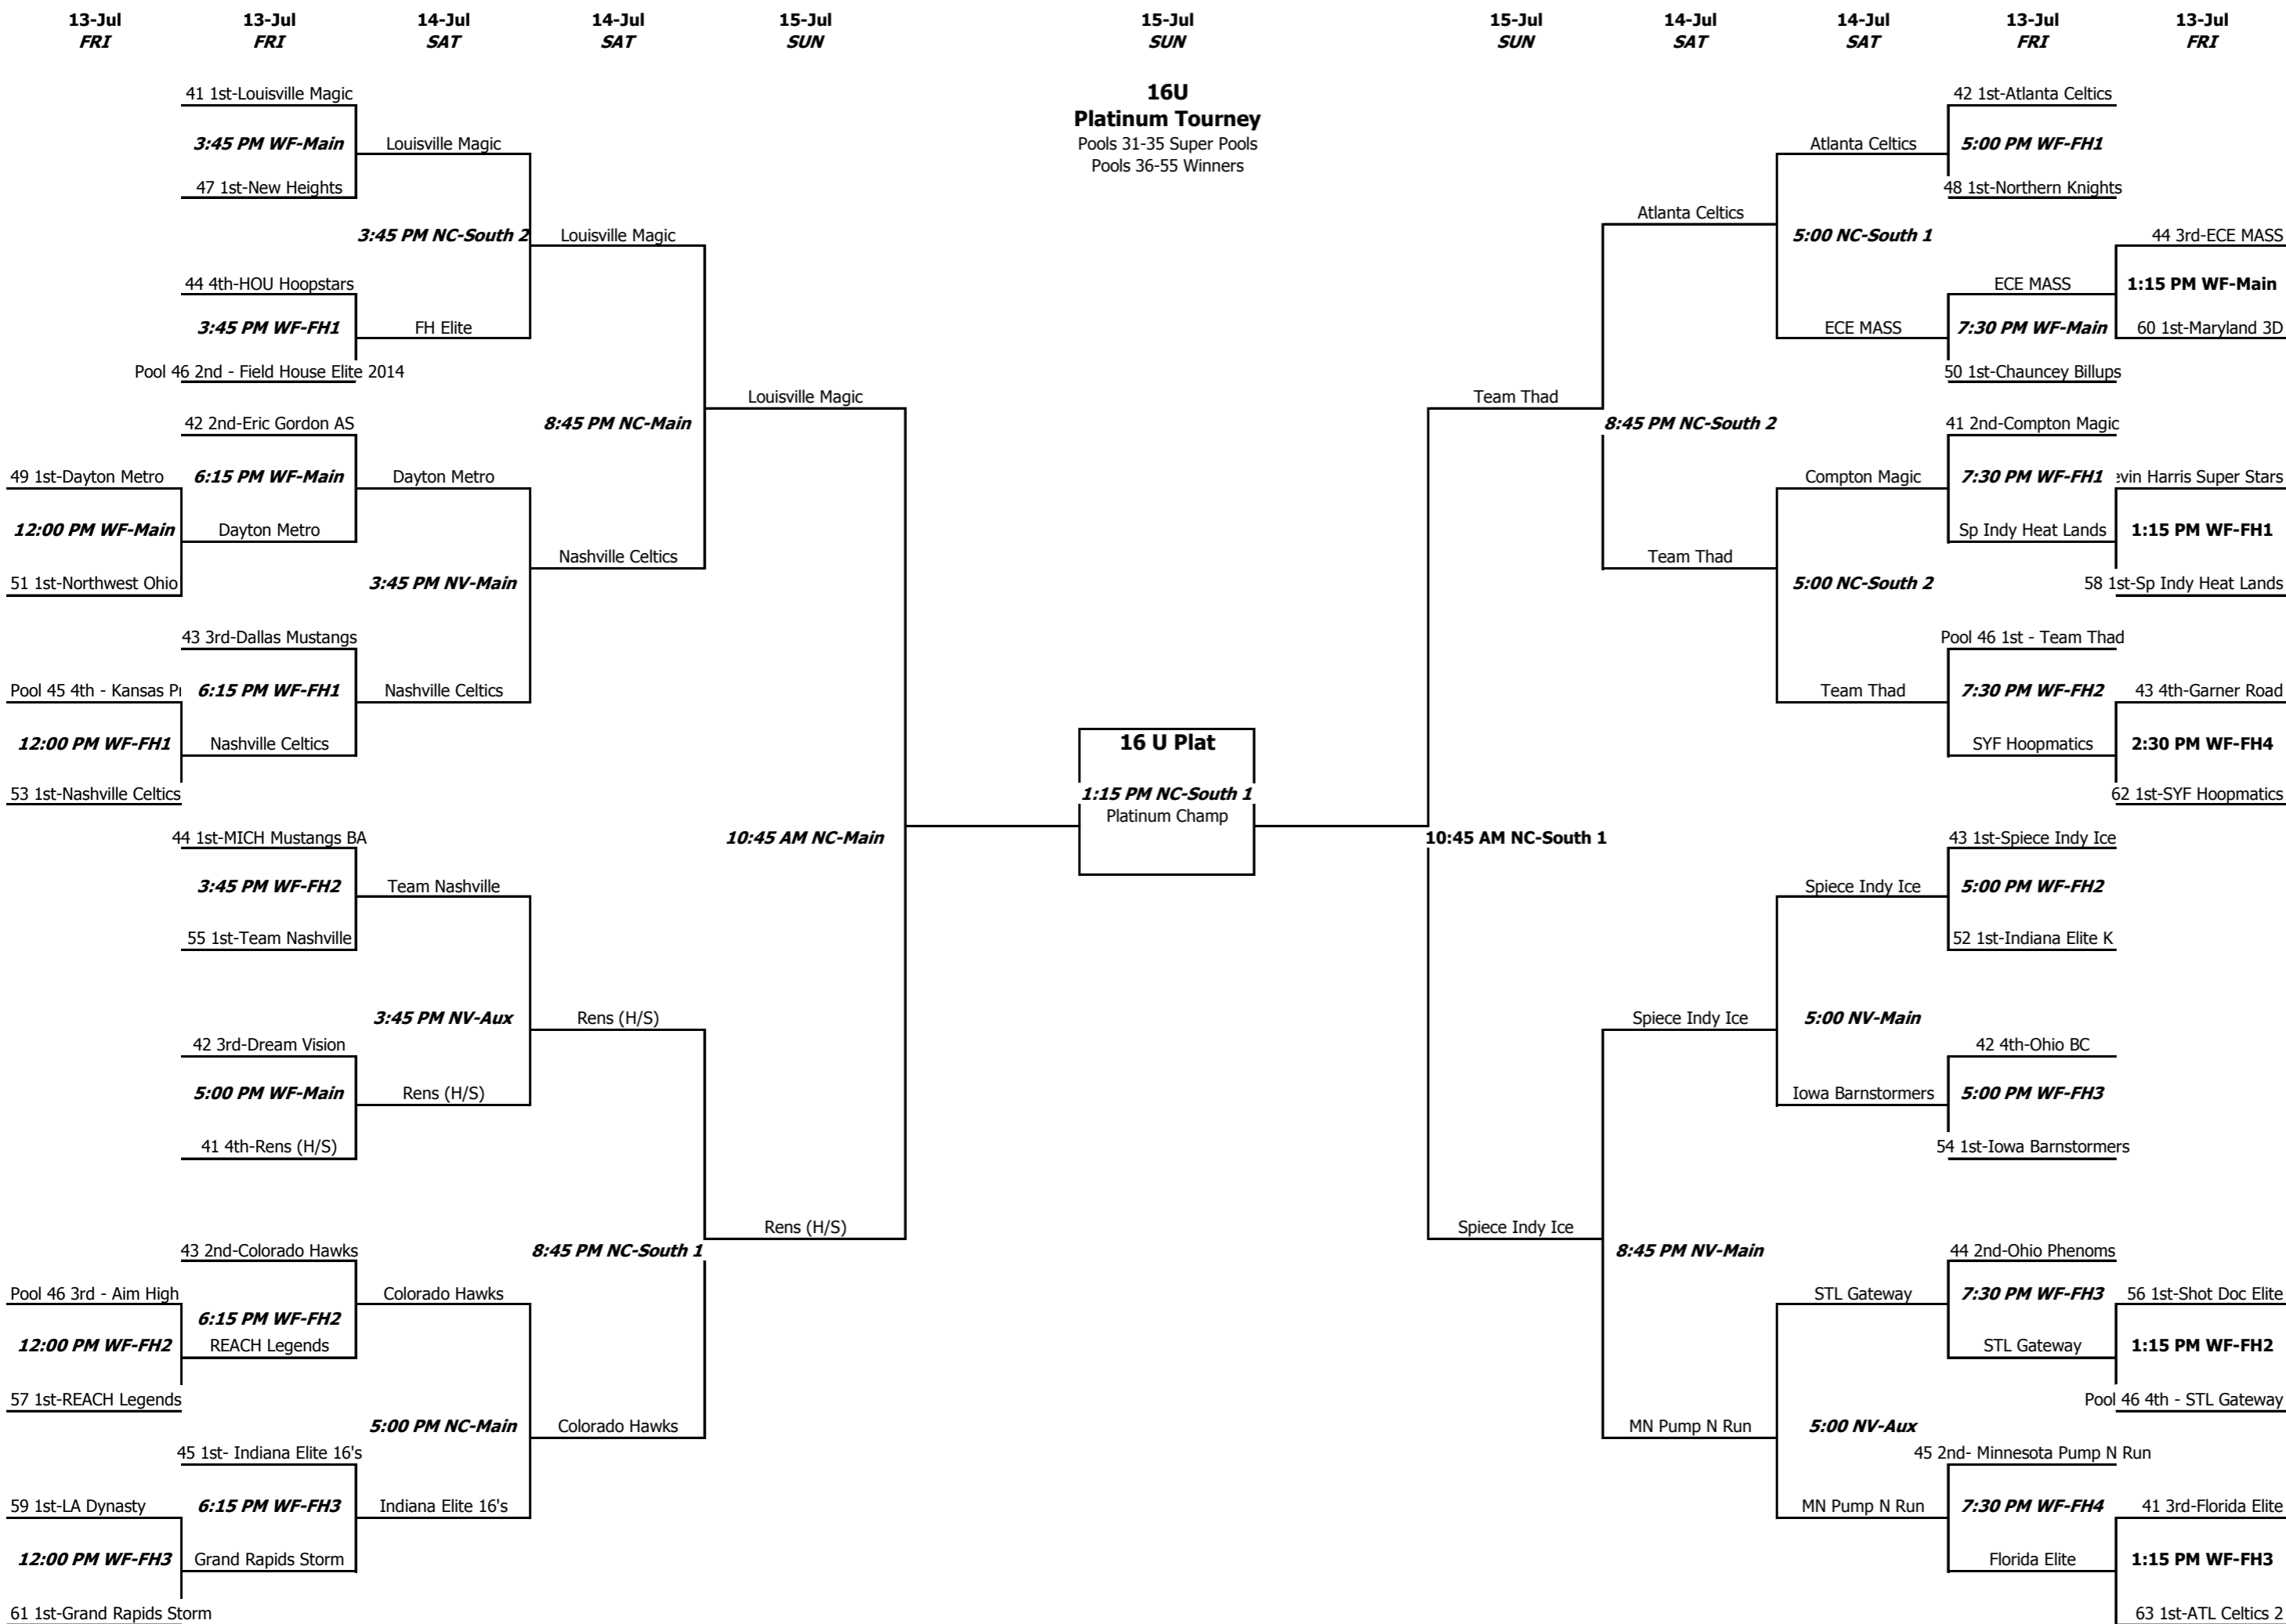 13-Jul 13-Jul 14-Jul 14-Jul 15-Jul 15-Jul 15-Jul 14-Jul 14-Jul 13-Jul 13-Jul
FRI FRI SAT SAT SUN SUN SUN SAT SAT FRI FRI
16U
Platinum Tourney
Pools 31-35 Super Pools
Pools 36-55 Winners
49 1st-Dayton Metro
12:00 PM WF-Main
51 1st-Northwest Ohio
Pool 45 4th - Kansas
12:00 PM WF-FH1
53 1st-Nashville Celtics
Pool 46 3rd - Aim High
12:00 PM WF-FH2
57 1st-REACH Legends
59 1st-LA Dynasty
12:00 PM WF-FH3
61 1st-Grand Rapids Storm
41 1st-Louisville Magic
3:45 PM WF-Main
47 1st-New Heights
44 4th-HOU Hoopstars
3:45 PM WF-FH1
Pool 46 2nd - Field House Elite 2014
42 2nd-Eric Gordon AS
6:15 PM WF-Main
Dayton Metro
43 3rd-Dallas Mustangs
6:15 PM WF-FH1
Nashville Celtics
44 1st-MICH Mustangs BA
3:45 PM WF-FH2
55 1st-Team Nashville
42 3rd-Dream Vision
5:00 PM WF-Main
41 4th-Rens (H/S)
43 2nd-Colorado Hawks
6:15 PM WF-FH2
REACH Legends
45 1st- Indiana Elite 16's
6:15 PM WF-FH3
Grand Rapids Storm
Louisville Magic
3:45 PM NC-South 2
FH Elite
Dayton Metro
3:45 PM NV-Main
Nashville Celtics
Team Nashville
3:45 PM NV-Aux
Rens (H/S)
Colorado Hawks
5:00 PM NC-Main
Indiana Elite 16's
Louisville Magic
8:45 PM NC-Main
Nashville Celtics
Rens (H/S)
8:45 PM NC-South 1
Colorado Hawks
Louisville Magic
10:45 AM NC-Main
Rens (H/S)
16 U Plat
1:15 PM NC-South 1
Platinum Champ
Team Thad
10:45 AM NC-South 1
Spiece Indy Ice
Atlanta Celtics
8:45 PM NC-South 2
Team Thad
Spiece Indy Ice
8:45 PM NV-Main
MN Pump N Run
Atlanta Celtics
5:00 NC-South 1
ECE MASS
Compton Magic
5:00 NC-South 2
Team Thad
Spiece Indy Ice
5:00 NV-Main
Iowa Barnstormers
STL Gateway
5:00 NV-Aux
MN Pump N Run
42 1st-Atlanta Celtics
5:00 PM WF-FH1
48 1st-Northern Knights
ECE MASS
7:30 PM WF-Main
50 1st-Chauncey Billups
41 2nd-Compton Magic
7:30 PM WF-FH1
Sp Indy Heat Lands
Pool 46 1st - Team Thad
7:30 PM WF-FH2
SYF Hoopmatics
43 1st-Spiece Indy Ice
5:00 PM WF-FH2
52 1st-Indiana Elite K
42 4th-Ohio BC
5:00 PM WF-FH3
54 1st-Iowa Barnstormers
44 2nd-Ohio Phenoms
7:30 PM WF-FH3
STL Gateway
45 2nd- Minnesota Pump N Run
7:30 PM WF-FH4
Florida Elite
44 3rd-ECE MASS
1:15 PM WF-Main
60 1st-Maryland 3D
evin Harris Super Stars
1:15 PM WF-FH1
58 1st-Sp Indy Heat Lands
43 4th-Garner Road
2:30 PM WF-FH4
62 1st-SYF Hoopmatics
56 1st-Shot Doc Elite
1:15 PM WF-FH2
Pool 46 4th - STL Gateway
41 3rd-Florida Elite
1:15 PM WF-FH3
63 1st-ATL Celtics 2